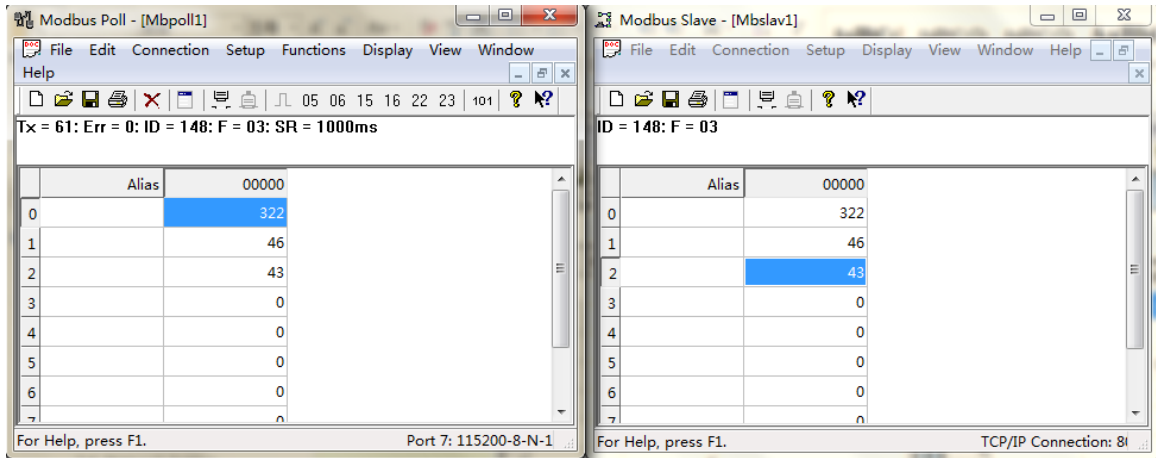 Modbus Poll - [Mbpoll1]
File Edit Connection Setup Functions Display View Window
Help
05 06 15 16 22 23 101
Tx = 61: Err = 0: ID = 148: F = 03: SR = 1000ms
Alias 00000
0 322
1 46
2 43
3 0
4 0
5 0
6 0
7 0
For Help, press F1. Port 7: 115200-8-N-1
Modbus Slave - [Mbslav1]
File Edit Connection Setup Display View Window Help
ID = 148: F = 03
Alias 00000
0 322
1 46
2 43
3 0
4 0
5 0
6 0
7 0
For Help, press F1. TCP/IP Connection: